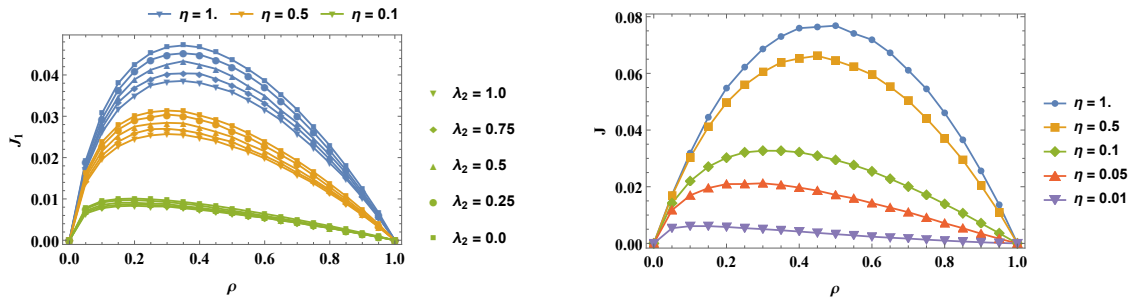 η = 1. η = 0.5 η = 0.1
J1
0.04
0.03
0.02
0.01
0.00
0.0 0.2 0.4 0.6 0.8 1.0
ρ
λ2 = 1.0
λ2 = 0.75
λ2 = 0.5
λ2 = 0.25
λ2 = 0.0
J
0.08
0.06
0.04
0.02
0.00
0.0 0.2 0.4 0.6 0.8 1.0
ρ
η = 1.
η = 0.5
η = 0.1
η = 0.05
η = 0.01